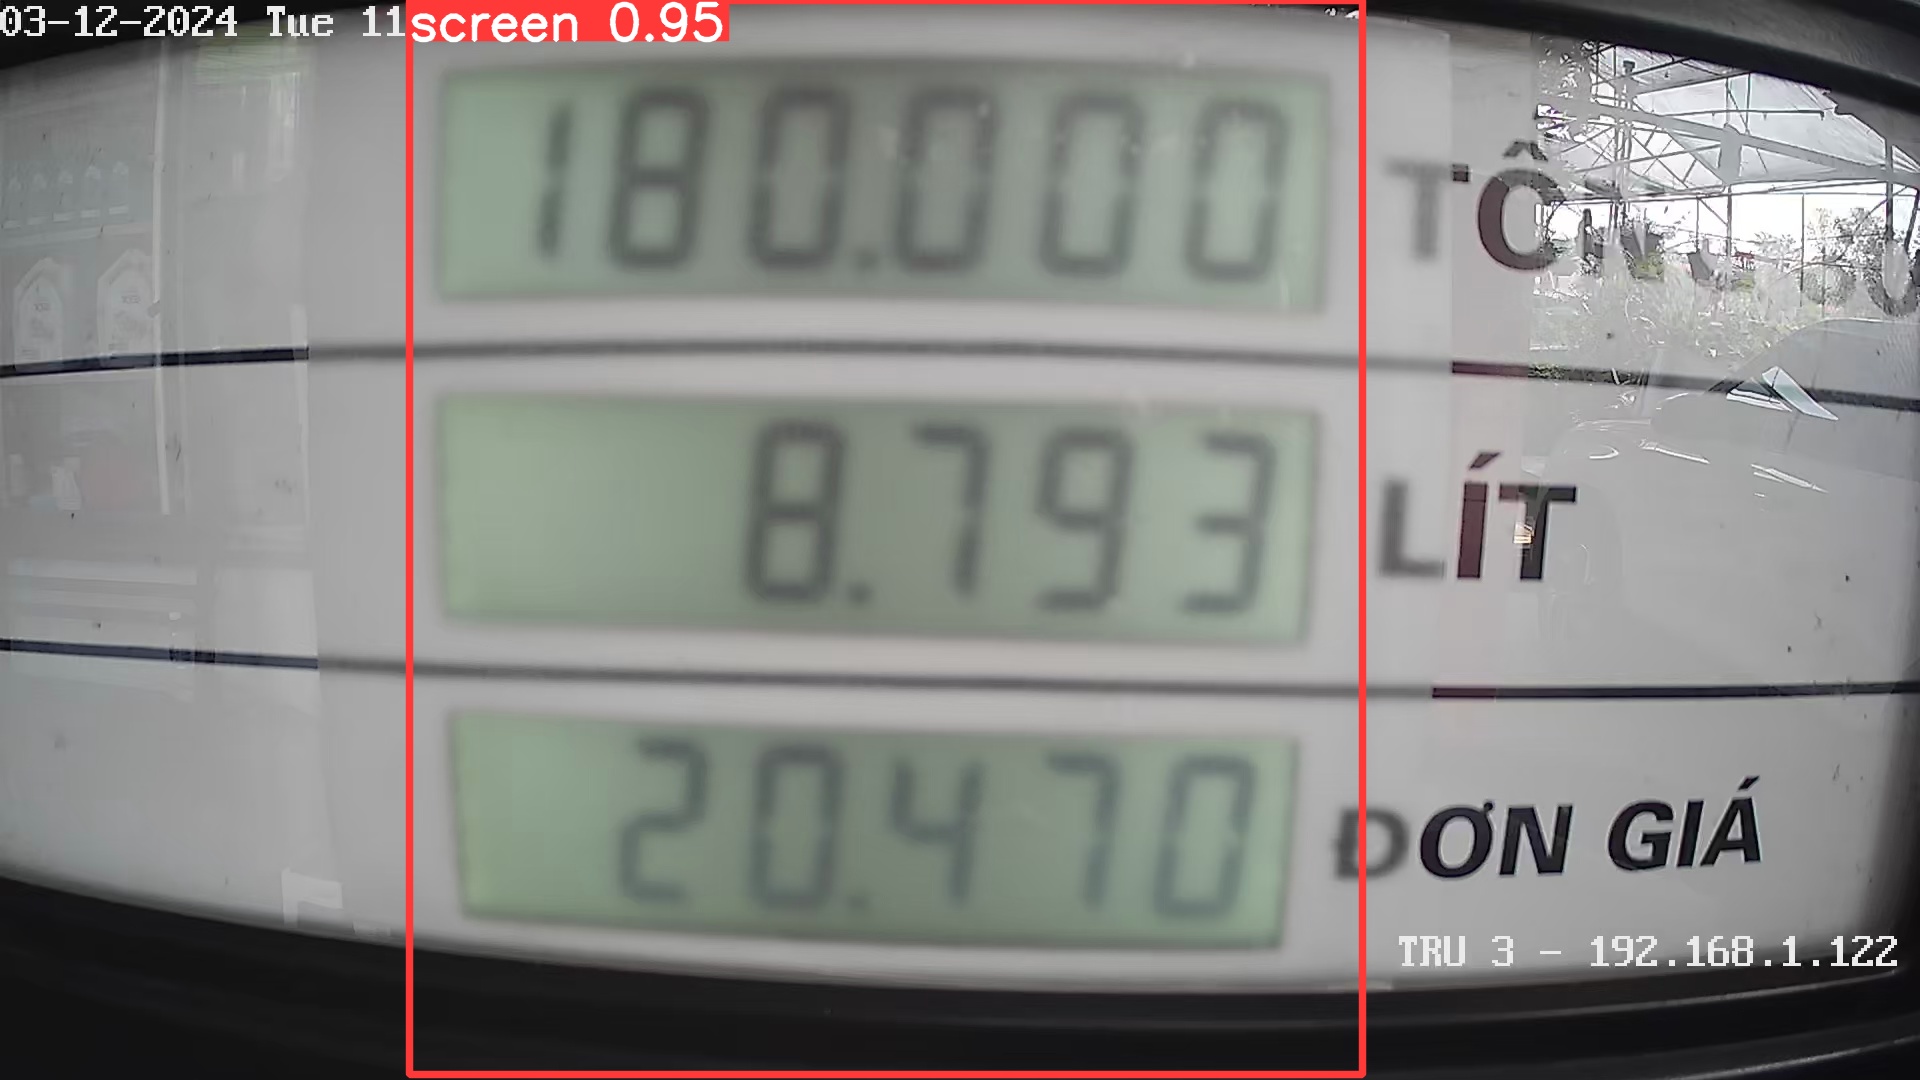 03-12-2024 Tue 11
screen 0.95
180.000
8.793
LÍT
20.470
ĐƠN GIÁ
TRU 3 - 192.168.1.122